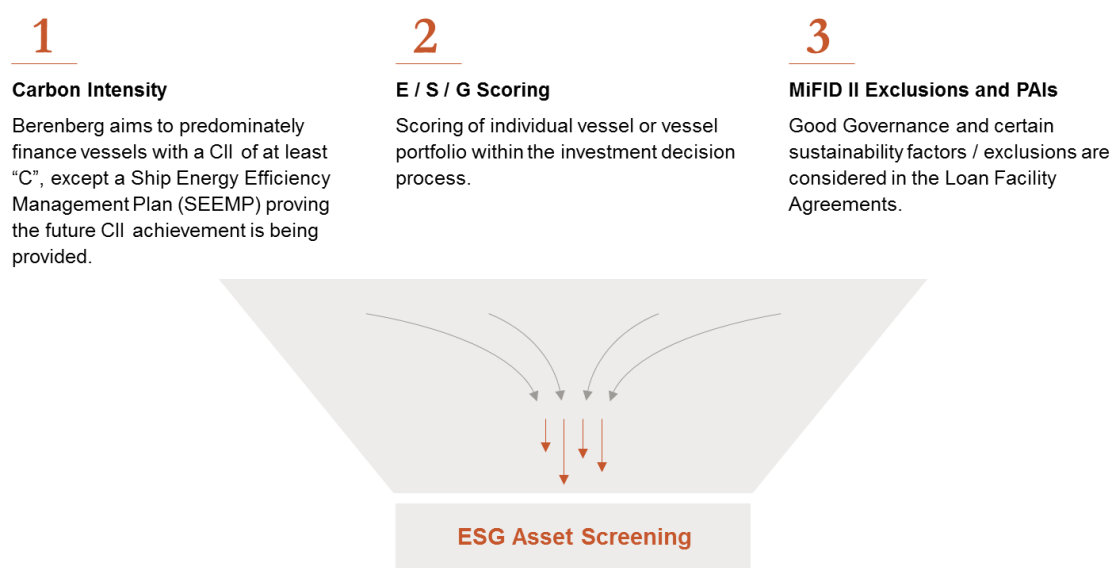 1
Carbon Intensity
Berenberg aims to predominately
finance vessels with a CII of at least
“C”, except a Ship Energy Efficiency
Management Plan (SEEMP) proving
the future CII achievement is being
provided.
2
E / S / G Scoring
Scoring of individual vessel or vessel
portfolio within the investment decision
process.
3
MiFID II Exclusions and PAIs
Good Governance and certain
sustainability factors / exclusions are
considered in the Loan Facility
Agreements.
ESG Asset Screening